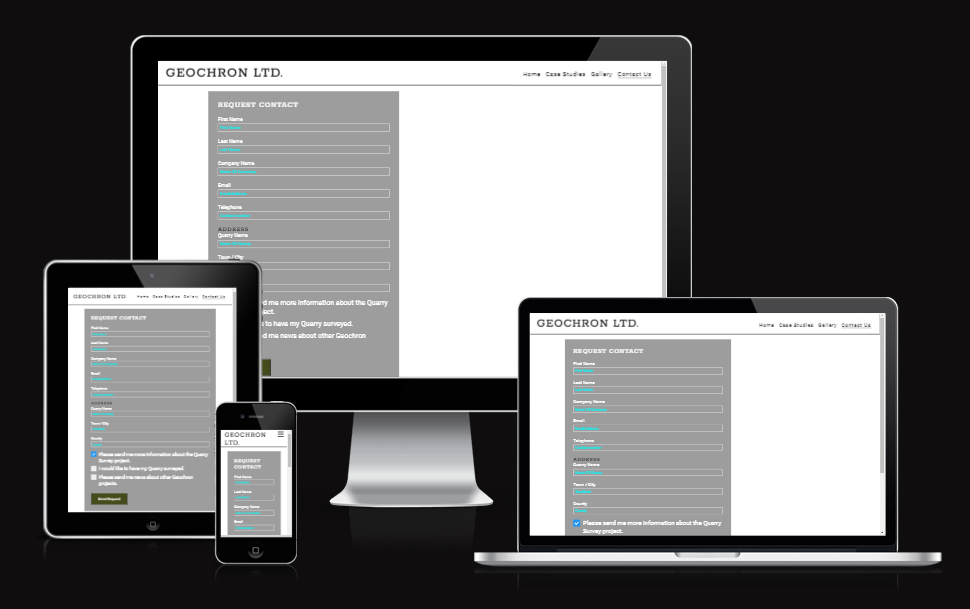 GEOCHRON LTD.
Home Case Studies Gallery Contact Us
REQUEST CONTACT
First Name
Last Name
Company Name
Email
Telephone
ADDRESS
Quarry Name
Town / City
d me more information about the Quarry
ect.
to have my Quarry surveyed.
d me news about other Geochron
GEOCHRON LTD.
Home Case Studies Gallery Contact Us
REQUEST CONTACT
First Name
Last Name
Company Name
Email
Telephone
ADDRESS
Quarry Name
Town / City
County
Please send me more information about the Quarry
Survey project.
I would like to have my Quarry surveyed.
Please send me news about other Geochron
projects.
Send Request
GEOCHRON
LTD.
REQUEST
CONTACT
First Name
Last Name
Company Name
Email
GEOCHRON LTD.
Home Case Studies Gallery Contact Us
REQUEST CONTACT
First Name
Last Name
Company Name
Email
Telephone
ADDRESS
Quarry Name
Town / City
County
Please send me more information about the Quarry
Survey project.